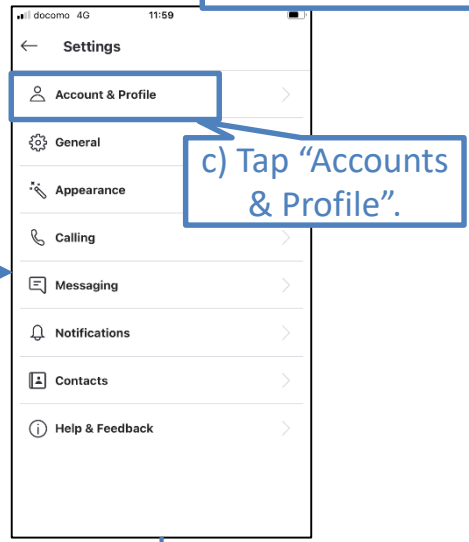 docomo 4G 11:59
← Settings
Account & Profile
General
c) Tap “Accounts
& Profile”.
Appearance
Calling
Messaging
Notifications
Contacts
Help & Feedback